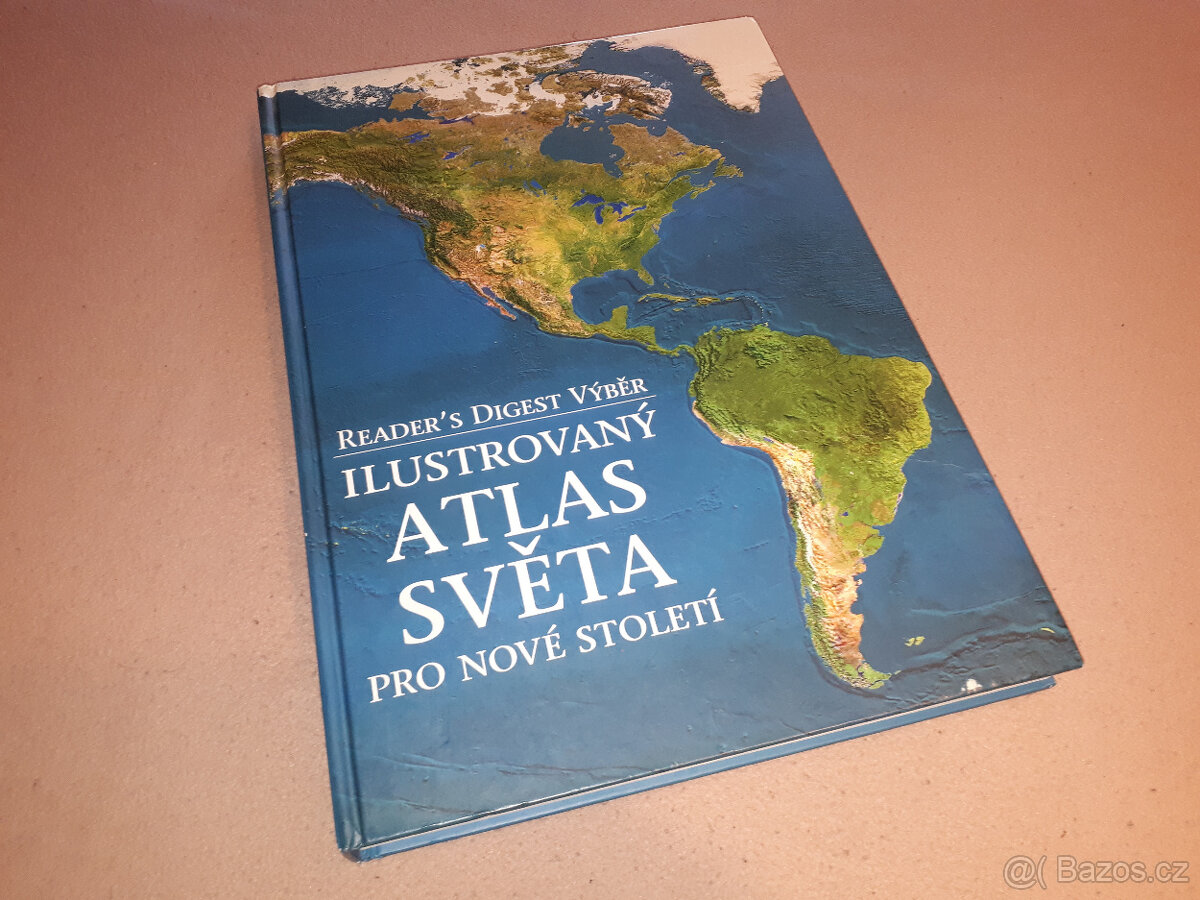 READER'S DIGEST VÝBĚR
ILUSTROVANÝ
ATLAS
SVĚTA
PRO NOVÉ STOLETÍ
@( Bazos.cz